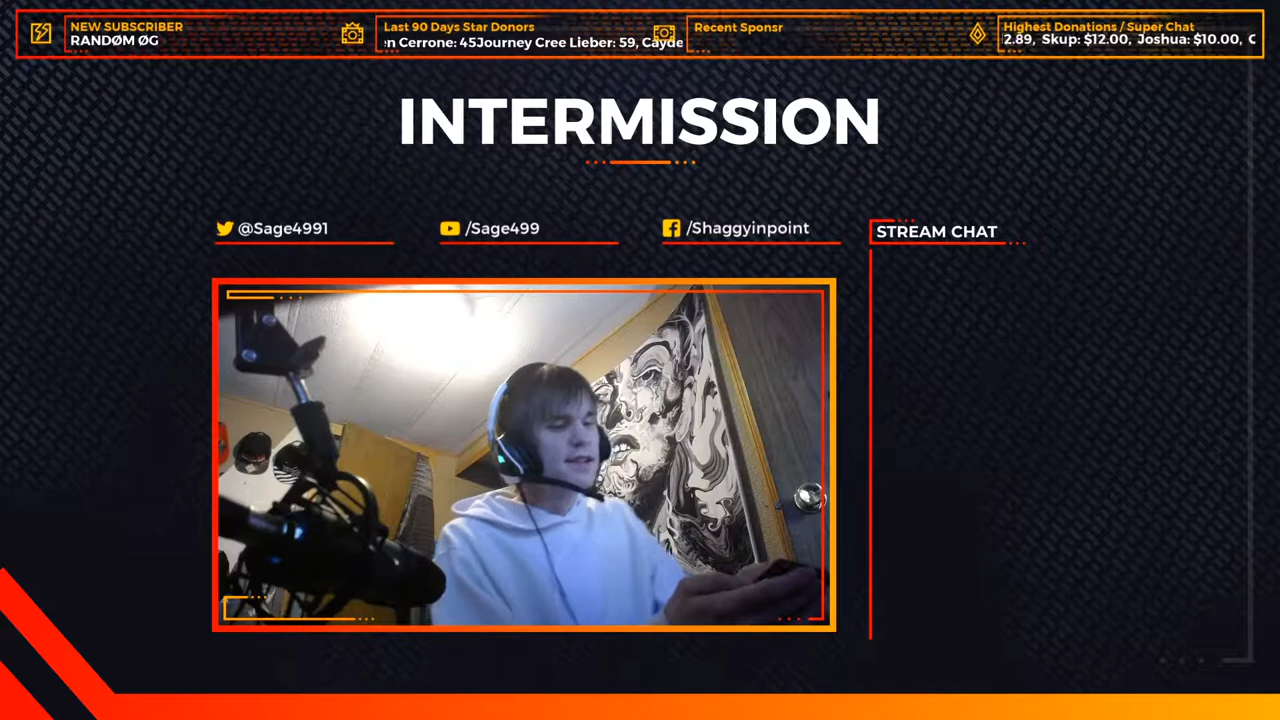 NEW SUBSCRIBER
RANDØM ØG
Last 90 Days Star Donors
n Cerrone: 45Journey Cree Lieber: 59, Cayde
Recent Sponsr
Highest Donations / Super Chat
2.89, Skup: $12.00, Joshua: $10.00,
INTERMISSION
@Sage4991
/Sage499
/Shaggyinpoint
STREAM CHAT